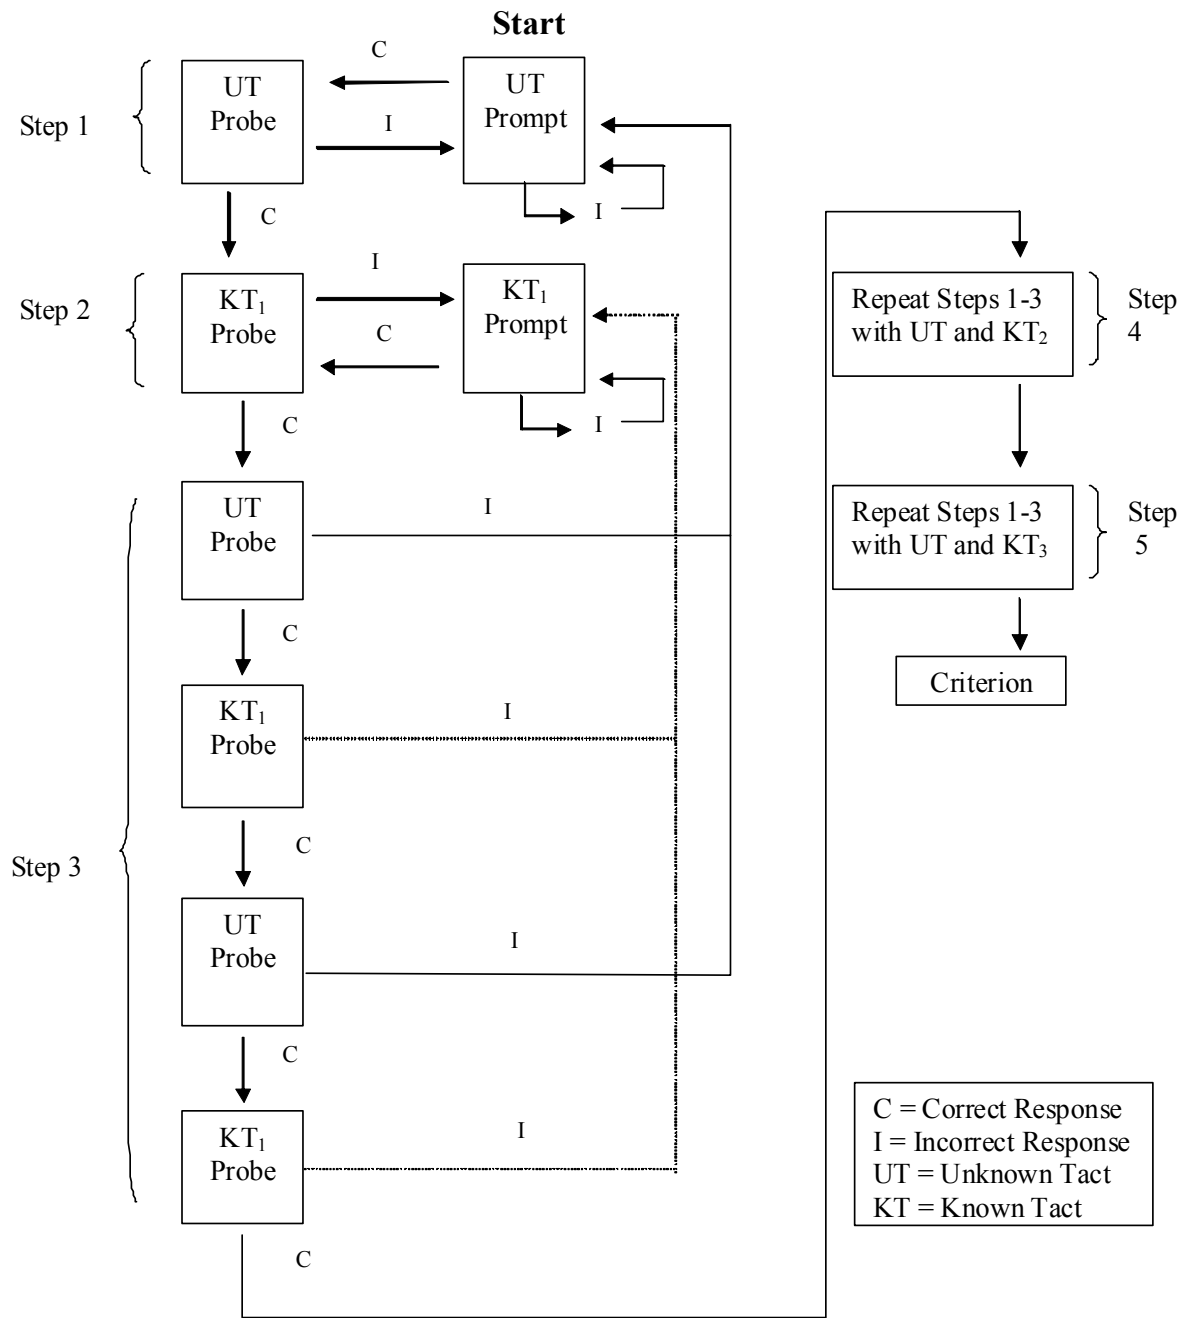 Start
C
UT
Probe
UT
Prompt
Step 1
I
I
C
I
KT₁
Probe
KT₁
Prompt
Step 2
C
I
C
UT
Probe
I
C
KT₁
Probe
I
C
Step 3
UT
Probe
I
C
KT₁
Probe
I
C
Repeat Steps 1-3
with UT and KT₂
Step
4
Repeat Steps 1-3
with UT and KT₃
Step
5
Criterion
C = Correct Response
I = Incorrect Response
UT = Unknown Tact
KT = Known Tact